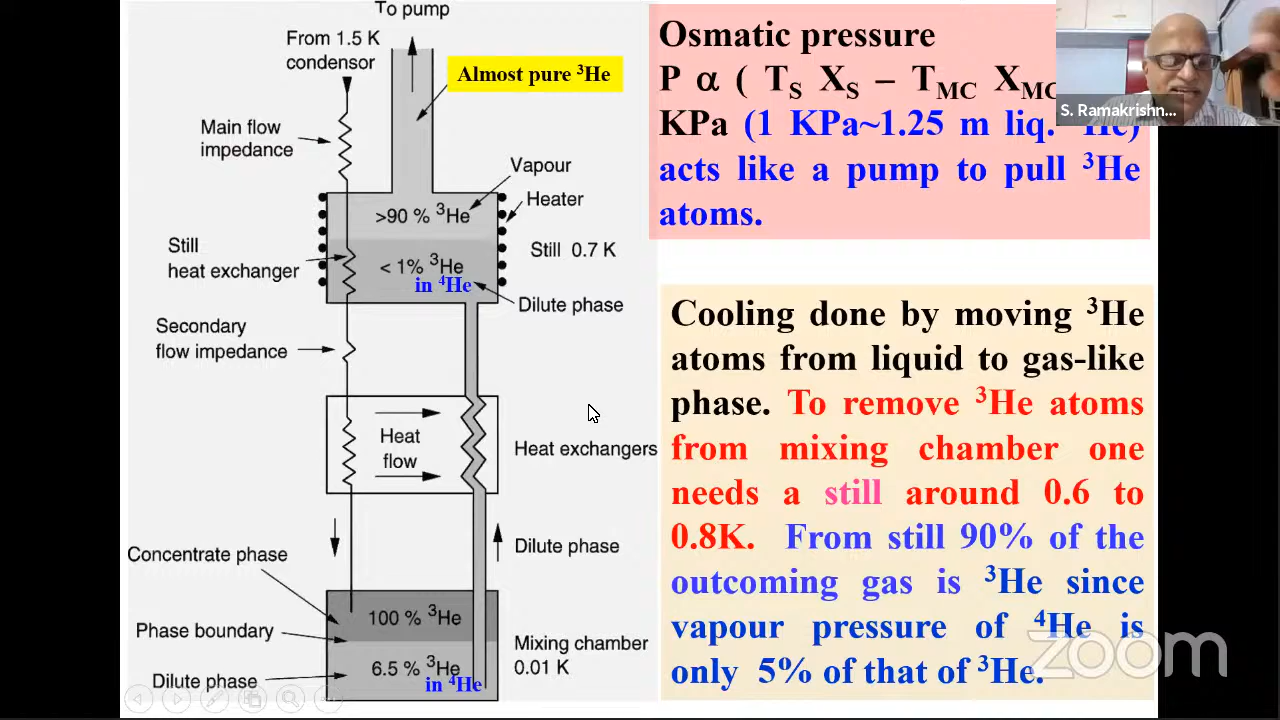 To pump
From 1.5 K
condensor
Almost pure ³He
Main flow
impedance
Vapour
Heater
>90 % ³He
Still 0.7 K
Still
heat exchanger
< 1% ³He
in ⁴He
Dilute phase
Secondary
flow impedance
Heat
flow
Heat exchangers
Dilute phase
Concentrate phase
100 % ³He
Phase boundary
Mixing chamber
0.01 K
6.5 % ³He
in ⁴He
Dilute phase
Osmatic pressure
P α ( T_S X_S – T_MC X_MC
KPa (1 KPa~1.25 m liq. He)
acts like a pump to pull ³He
atoms.
S. Ramakrishn...
Cooling done by moving ³He
atoms from liquid to gas-like
phase. To remove ³He atoms
from mixing chamber one
needs a still around 0.6 to
0.8K. From still 90% of the
outcoming gas is ³He since
vapour pressure of ⁴He is
only 5% of that of ³He.
zoom